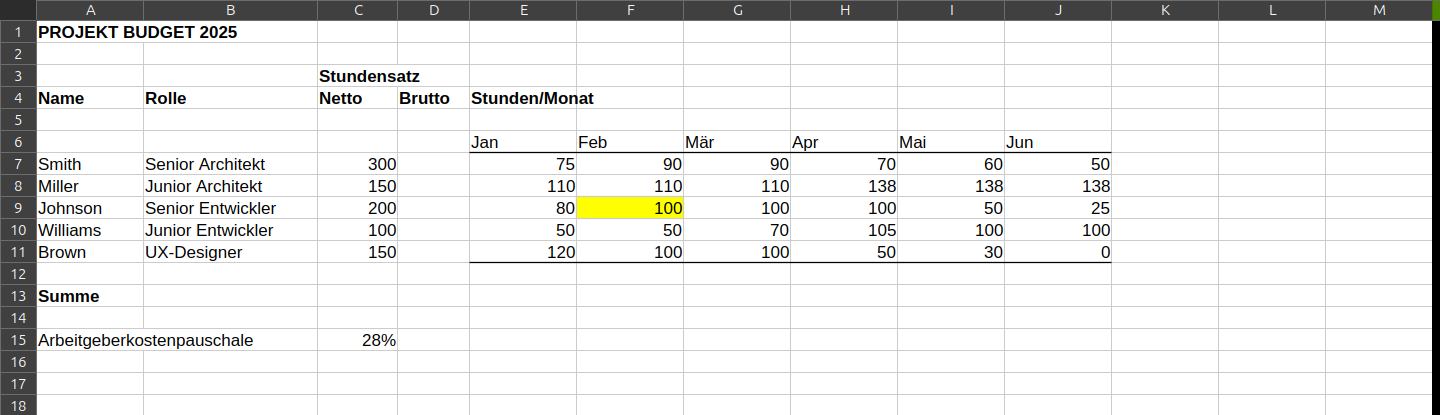 A B C D E F G H I J K L M
1 PROJEKT BUDGET 2025
2
3 Stundensatz
4 Name Rolle Netto Brutto Stunden/Monat
5
6 Jan Feb Mär Apr Mai Jun
7 Smith Senior Architekt 300 75 90 90 70 60 50
8 Miller Junior Architekt 150 110 110 110 138 138 138
9 Johnson Senior Entwickler 200 80 100 100 100 50 25
10 Williams Junior Entwickler 100 50 50 70 105 100 100
11 Brown UX-Designer 150 120 100 100 50 30 0
12
13 Summe
14
15 Arbeitgeberkostenpauschale 28%
16
17
18